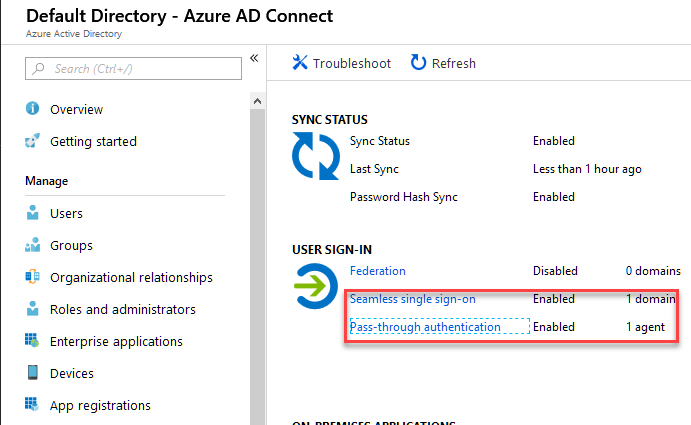 Default Directory - Azure AD Connect
Azure Active Directory
Search (Ctrl+/)
«
Overview
Getting started
Manage
Users
Groups
Organizational relationships
Roles and administrators
Enterprise applications
Devices
App registrations
Troubleshoot Refresh
SYNC STATUS
Sync Status Enabled
Last Sync Less than 1 hour ago
Password Hash Sync Enabled
USER SIGN-IN
Federation Disabled 0 domains
Seamless single sign-on Enabled 1 domain
Pass-through authentication Enabled 1 agent
ON-PREMISES APPLICATIONS